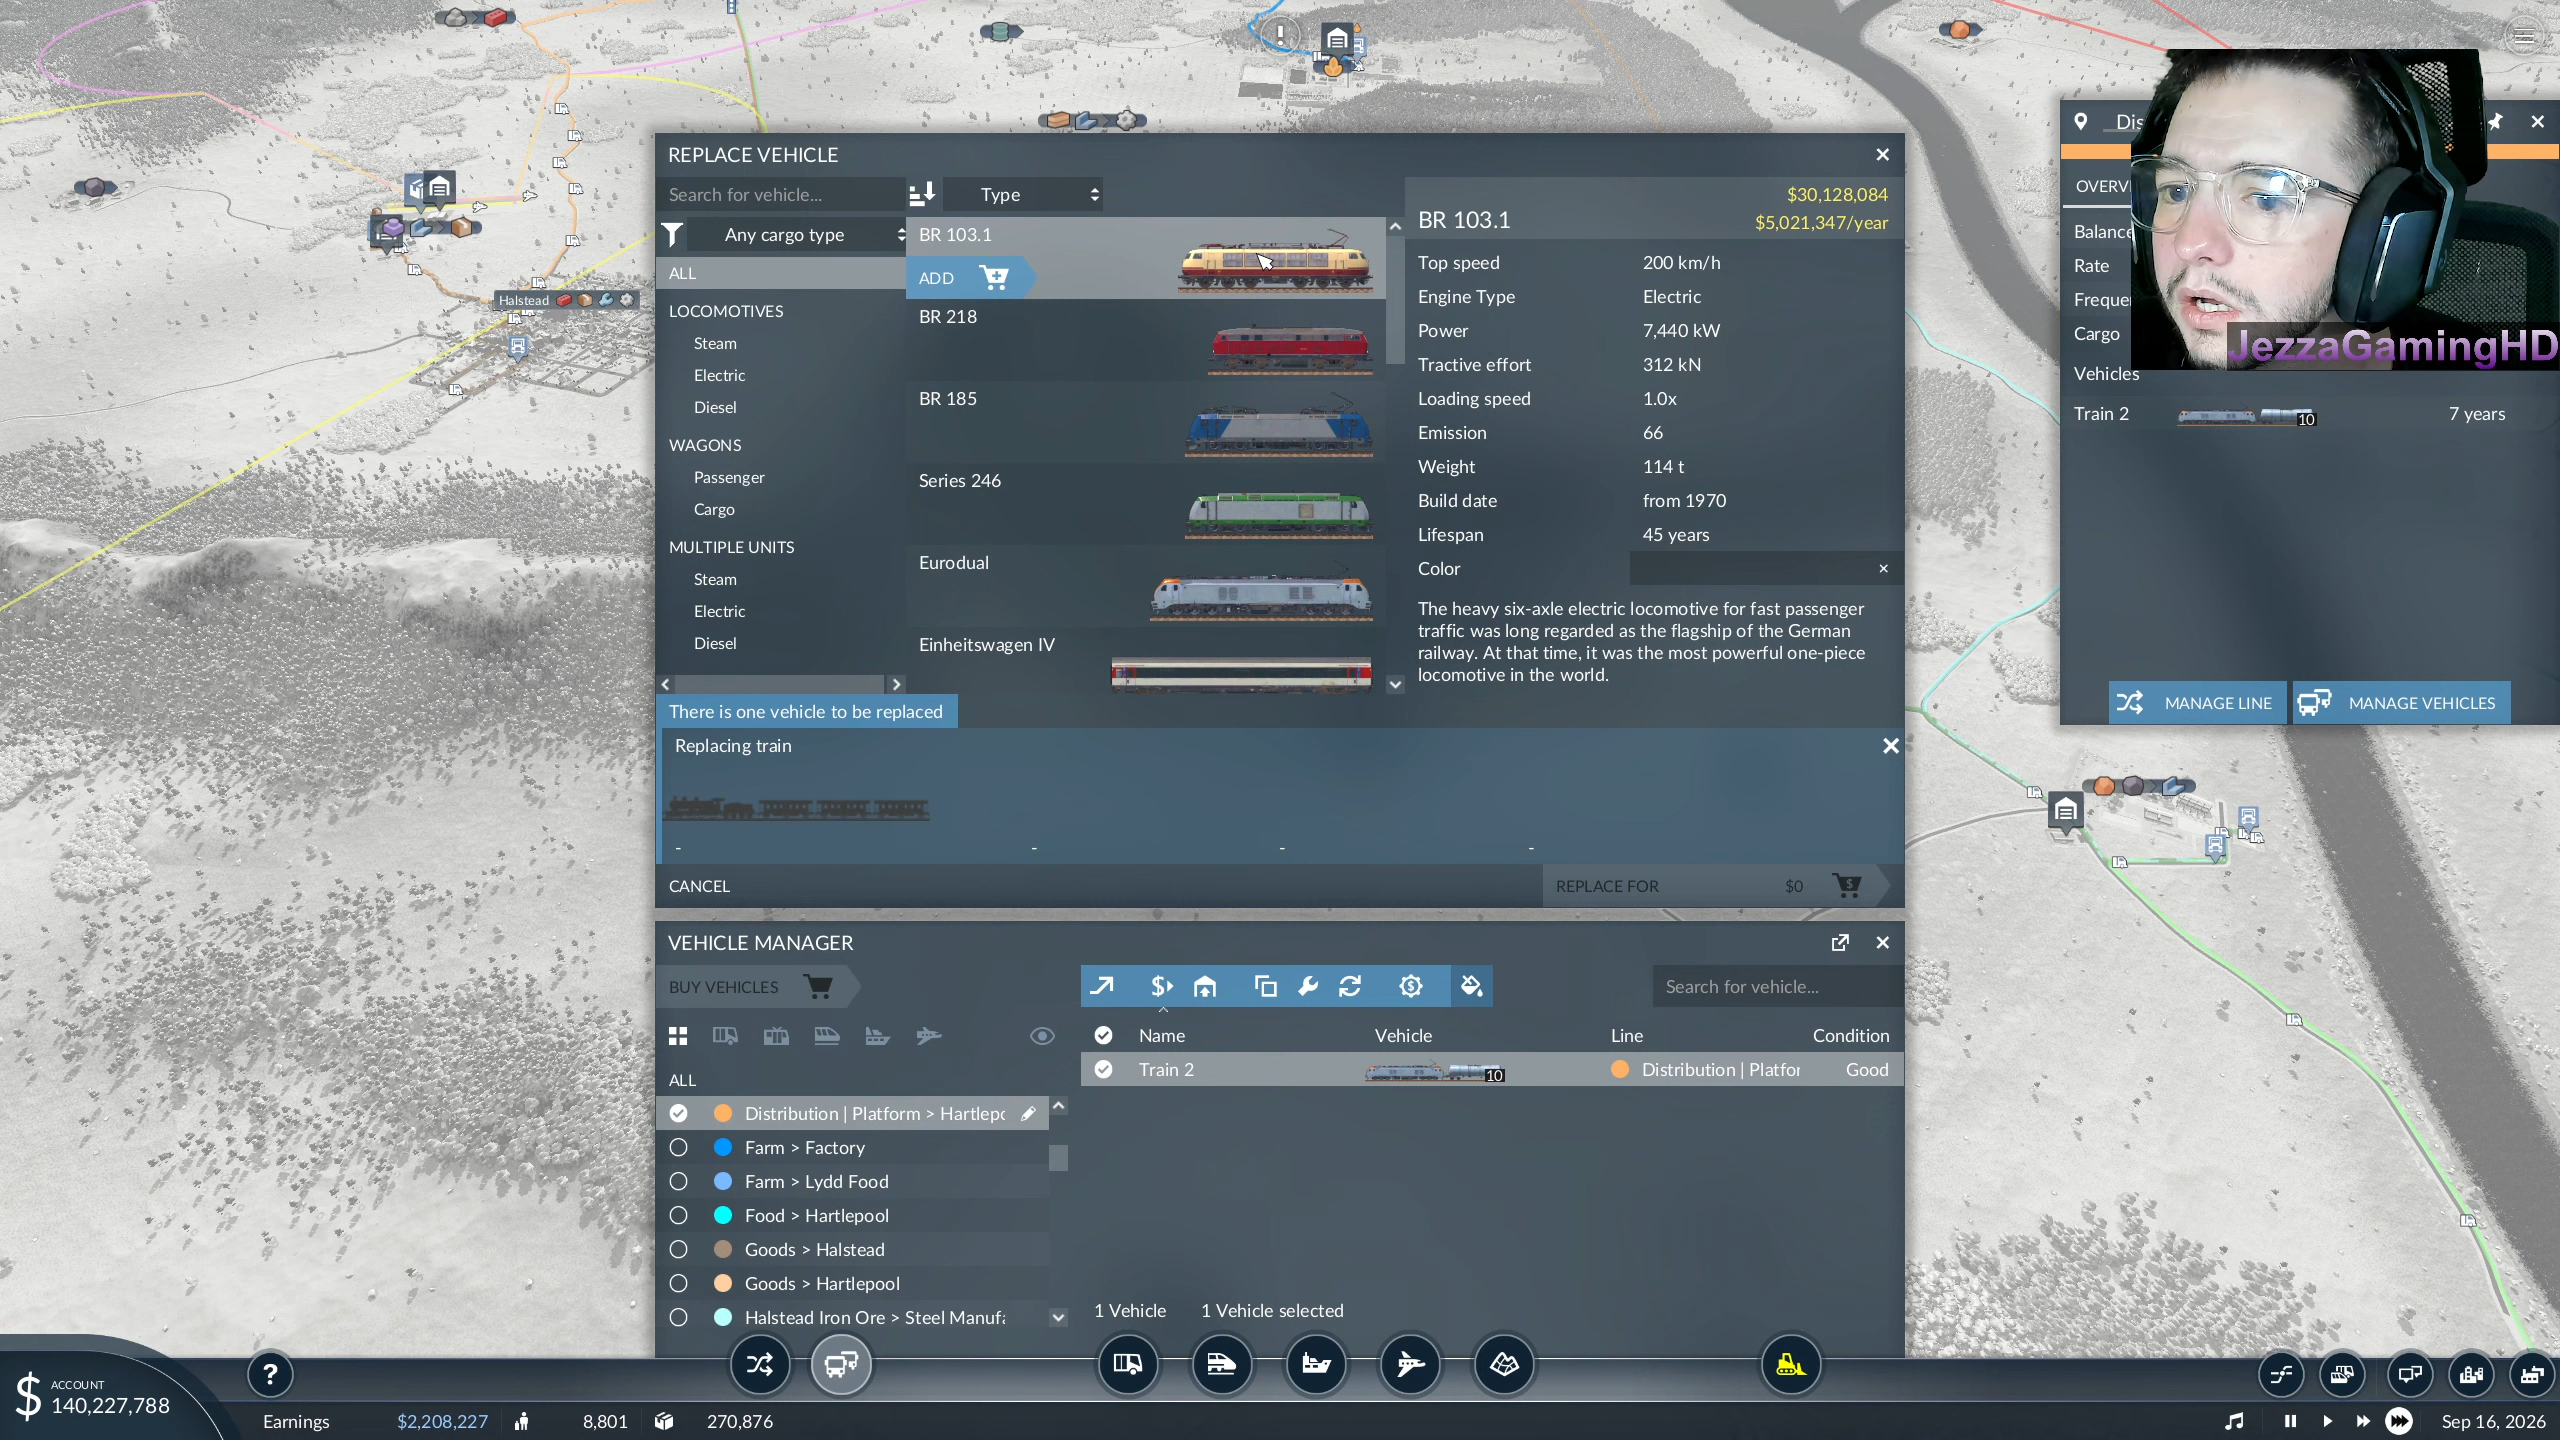 Halstead
REPLACE VEHICLE
Search for vehicle...
Type
Any cargo type
ALL
LOCOMOTIVES
Steam
Electric
Diesel
WAGONS
Passenger
Cargo
MULTIPLE UNITS
Steam
Electric
Diesel
BR 103.1
ADD
BR 218
BR 185
Series 246
Eurodual
Einheitswagen IV
$30,128,084
BR 103.1
$5,021,347/year
Top speed 200 km/h
Engine Type Electric
Power 7,440 kW
Tractive effort 312 kN
Loading speed 1.0x
Emission 66
Weight 114 t
Build date from 1970
Lifespan 45 years
Color
The heavy six-axle electric locomotive for fast passenger
traffic was long regarded as the flagship of the German
railway. At that time, it was the most powerful one-piece
locomotive in the world.
There is one vehicle to be replaced
Replacing train
- - - -
CANCEL
REPLACE FOR $0
VEHICLE MANAGER
BUY VEHICLES
Search for vehicle...
ALL
Distribution | Platform > Hartlepo
Farm > Factory
Farm > Lydd Food
Food > Hartlepool
Goods > Halstead
Goods > Hartlepool
Halstead Iron Ore > Steel Manufa
Name Vehicle Line Condition
Train 2 10 Distribution | Platfor Good
1 Vehicle 1 Vehicle selected
Dis
OVERV
Balance
Rate
Freque
Cargo
Vehicles
Train 2 10 7 years
MANAGE LINE
MANAGE VEHICLES
JezzaGamingHD
ACCOUNT
140,227,788
Earnings $2,208,227 8,801 270,876
Sep 16, 2026